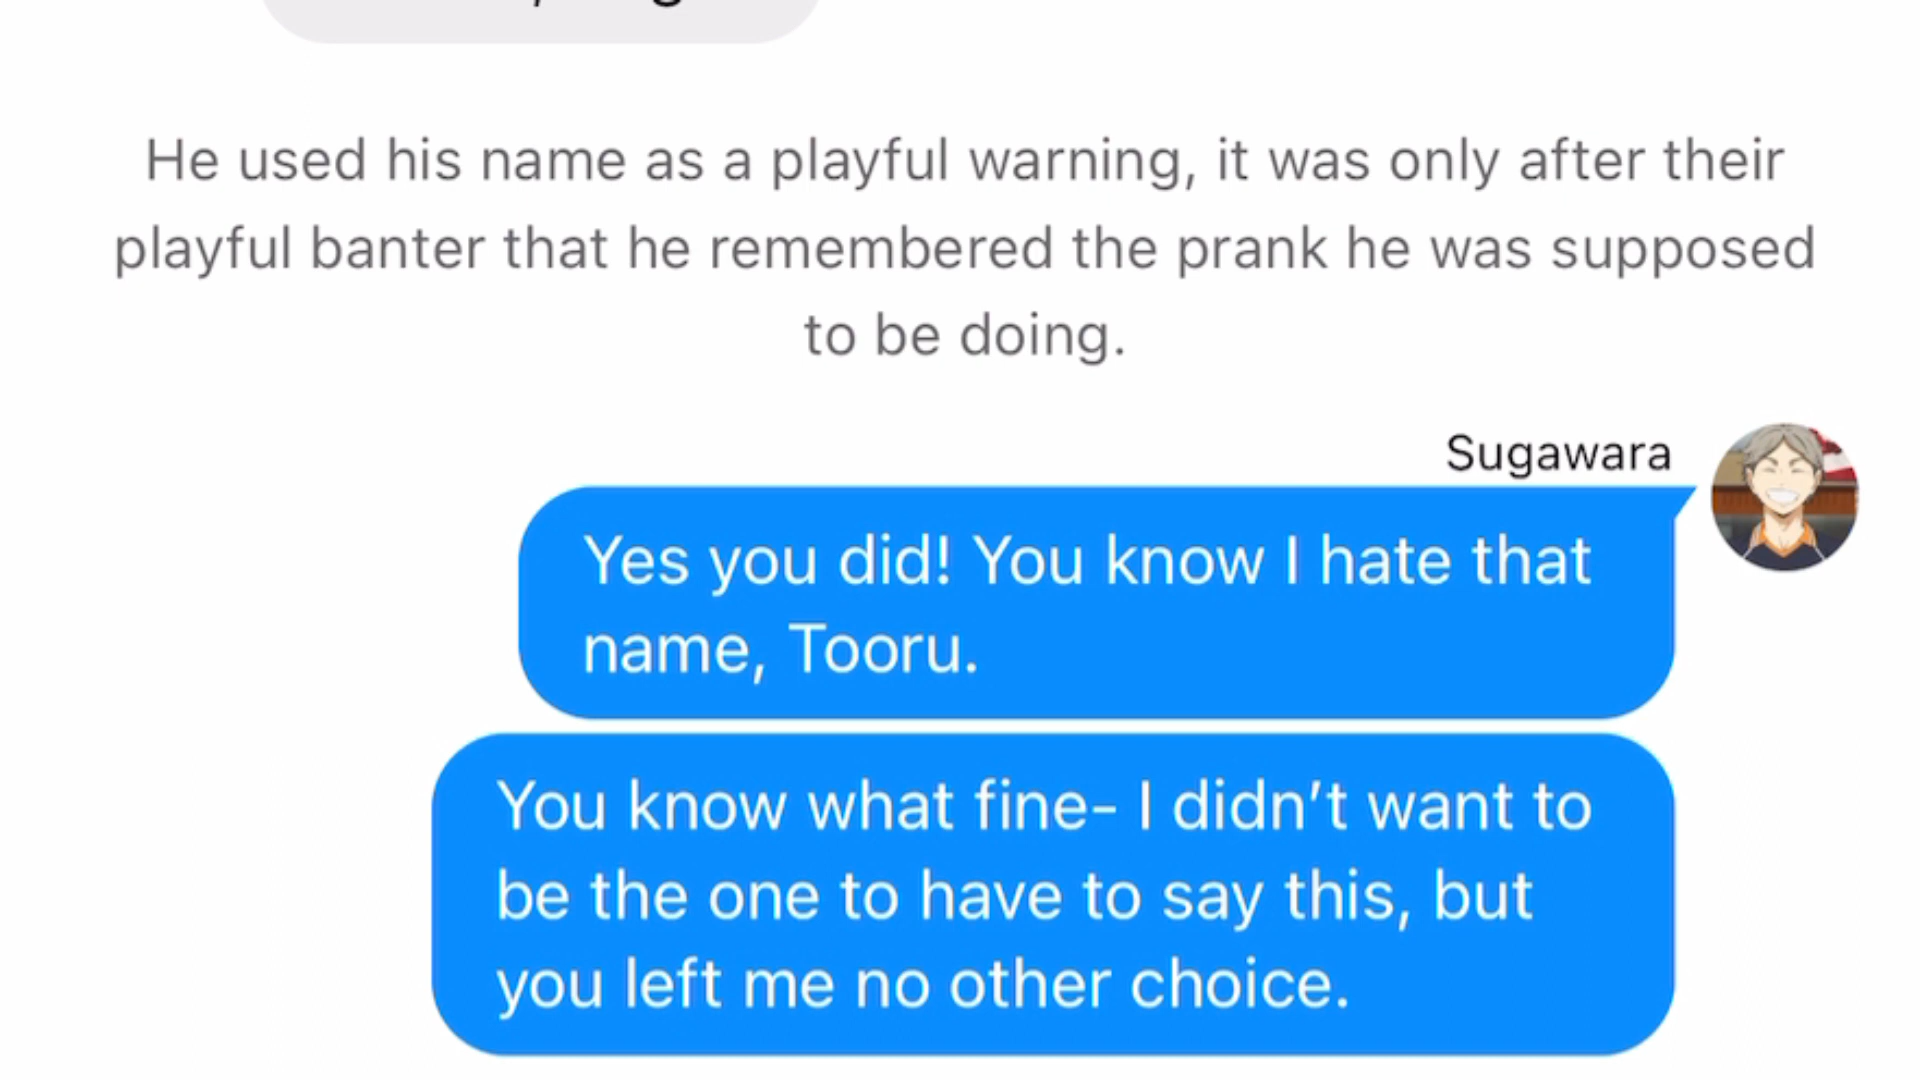 He used his name as a playful warning, it was only after their
playful banter that he remembered the prank he was supposed
to be doing.
Sugawara
Yes you did! You know I hate that
name, Tooru.
You know what fine- I didn't want to
be the one to have to say this, but
you left me no other choice.